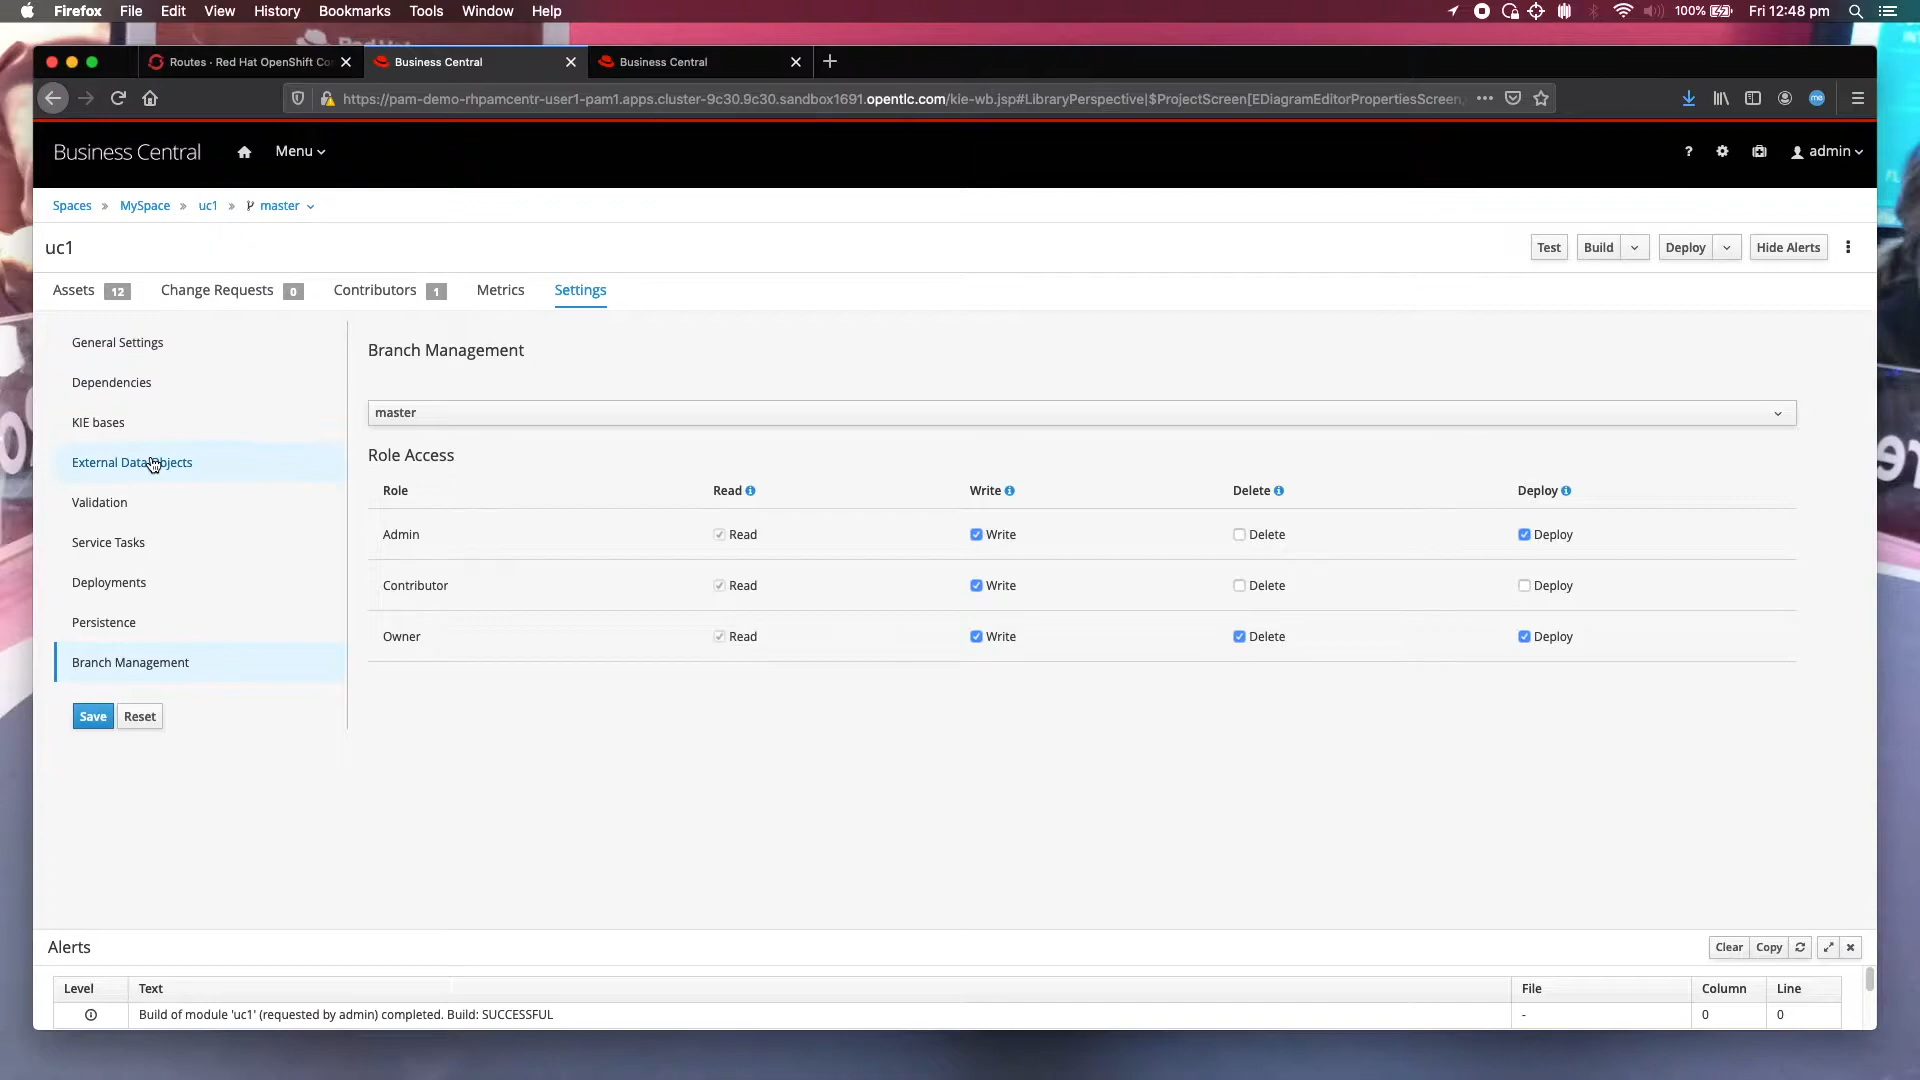 Firefox File Edit View History Bookmarks Tools Window Help 100% Fri 12:48 pm
Routes · Red Hat OpenShift Co
Business Central
Business Central
https://pam-demo-rhpamcentr-user1-pam1.apps.cluster-9c30.9c30.sandbox1691.opentlc.com/kie-wb.jsp#LibraryPerspective|$ProjectScreen[EDiagramEditorPropertiesScreen,
Business Central Menu ? admin
Spaces » MySpace » uc1 » master
uc1
Test Build Deploy Hide Alerts
Assets 12 Change Requests 0 Contributors 1 Metrics Settings
General Settings
Dependencies
KIE bases
External Data Objects
Validation
Service Tasks
Deployments
Persistence
Branch Management
Save Reset
Branch Management
master
Role Access
Role Read Write Delete Deploy
Admin Read Write Delete Deploy
Contributor Read Write Delete Deploy
Owner Read Write Delete Deploy
Alerts
Clear Copy
Level Text File Column Line
Build of module 'uc1' (requested by admin) completed. Build: SUCCESSFUL - 0 0